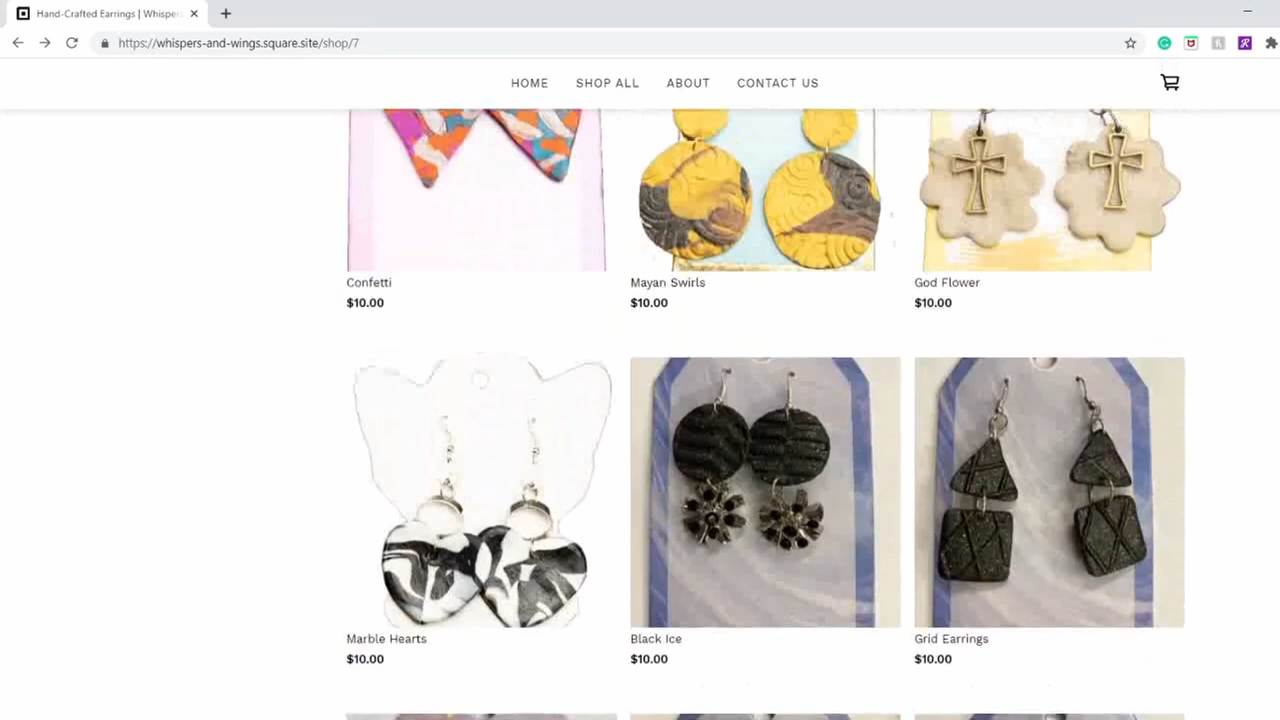 Hand-Crafted Earrings | Whispers
https://whispers-and-wings.square.site/shop/7
HOME SHOP ALL ABOUT CONTACT US
Confetti
$10.00
Mayan Swirls
$10.00
God Flower
$10.00
Marble Hearts
$10.00
Black Ice
$10.00
Grid Earrings
$10.00